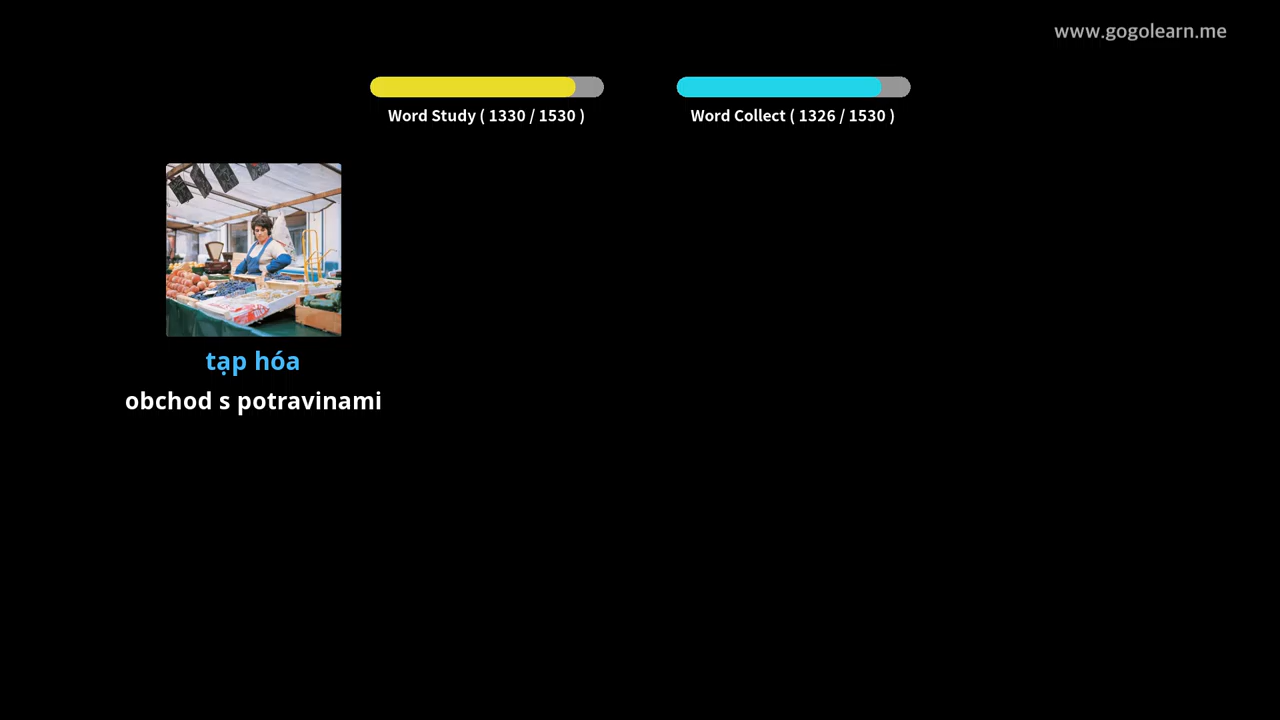 www.gogolearn.me
Word Study ( 1330 / 1530 )
Word Collect ( 1326 / 1530 )
tạp hóa
obchod s potravinami